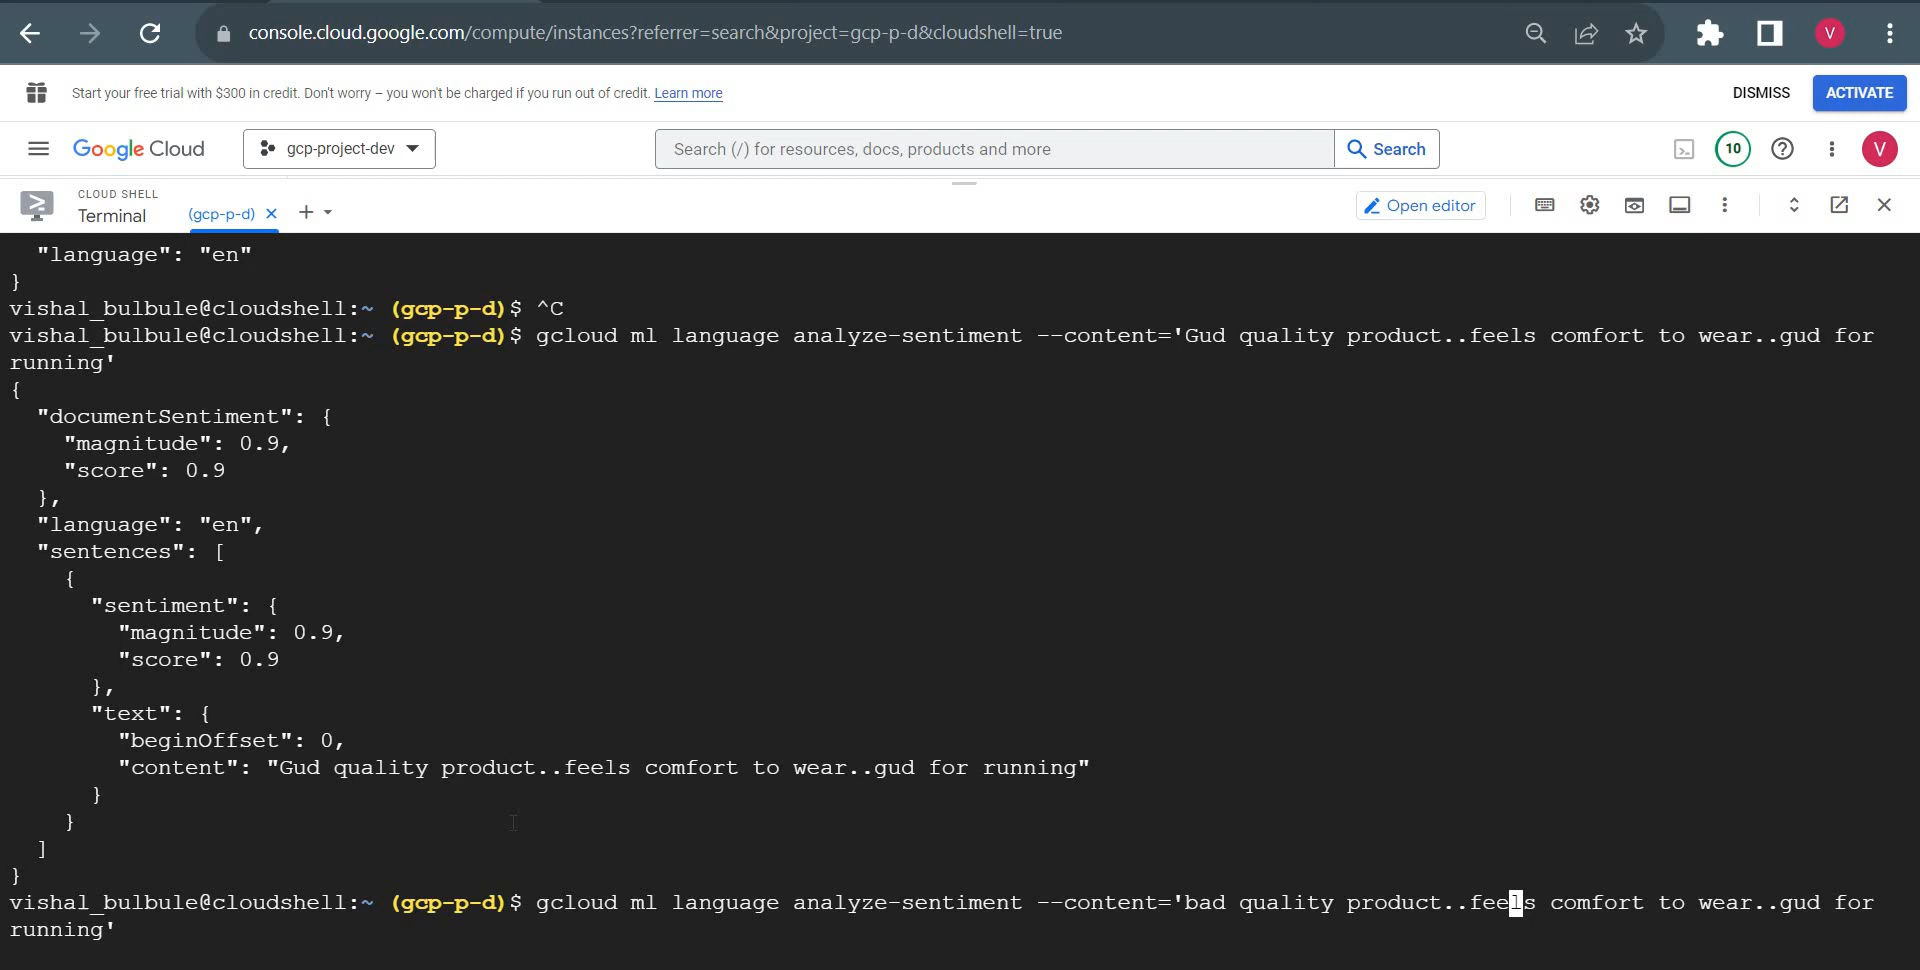 console.cloud.google.com/compute/instances?referrer=search&project=gcp-p-d&cloudshell=true
V
Start your free trial with $300 in credit. Don't worry – you won't be charged if you run out of credit. Learn more
DISMISS
ACTIVATE
Google Cloud
gcp-project-dev
Search (/) for resources, docs, products and more
Search
10
V
CLOUD SHELL
Terminal
(gcp-p-d)
Open editor
"language": "en"
}
vishal_bulbule@cloudshell:~ (gcp-p-d)$ ^C
vishal_bulbule@cloudshell:~ (gcp-p-d)$ gcloud ml language analyze-sentiment --content='Gud quality product..feels comfort to wear..gud for
running'
{
"documentSentiment": {
"magnitude": 0.9,
"score": 0.9
},
"language": "en",
"sentences": [
{
"sentiment": {
"magnitude": 0.9,
"score": 0.9
},
"text": {
"beginOffset": 0,
"content": "Gud quality product..feels comfort to wear..gud for running"
}
}
]
}
vishal_bulbule@cloudshell:~ (gcp-p-d)$ gcloud ml language analyze-sentiment --content='bad quality product..feels comfort to wear..gud for
running'